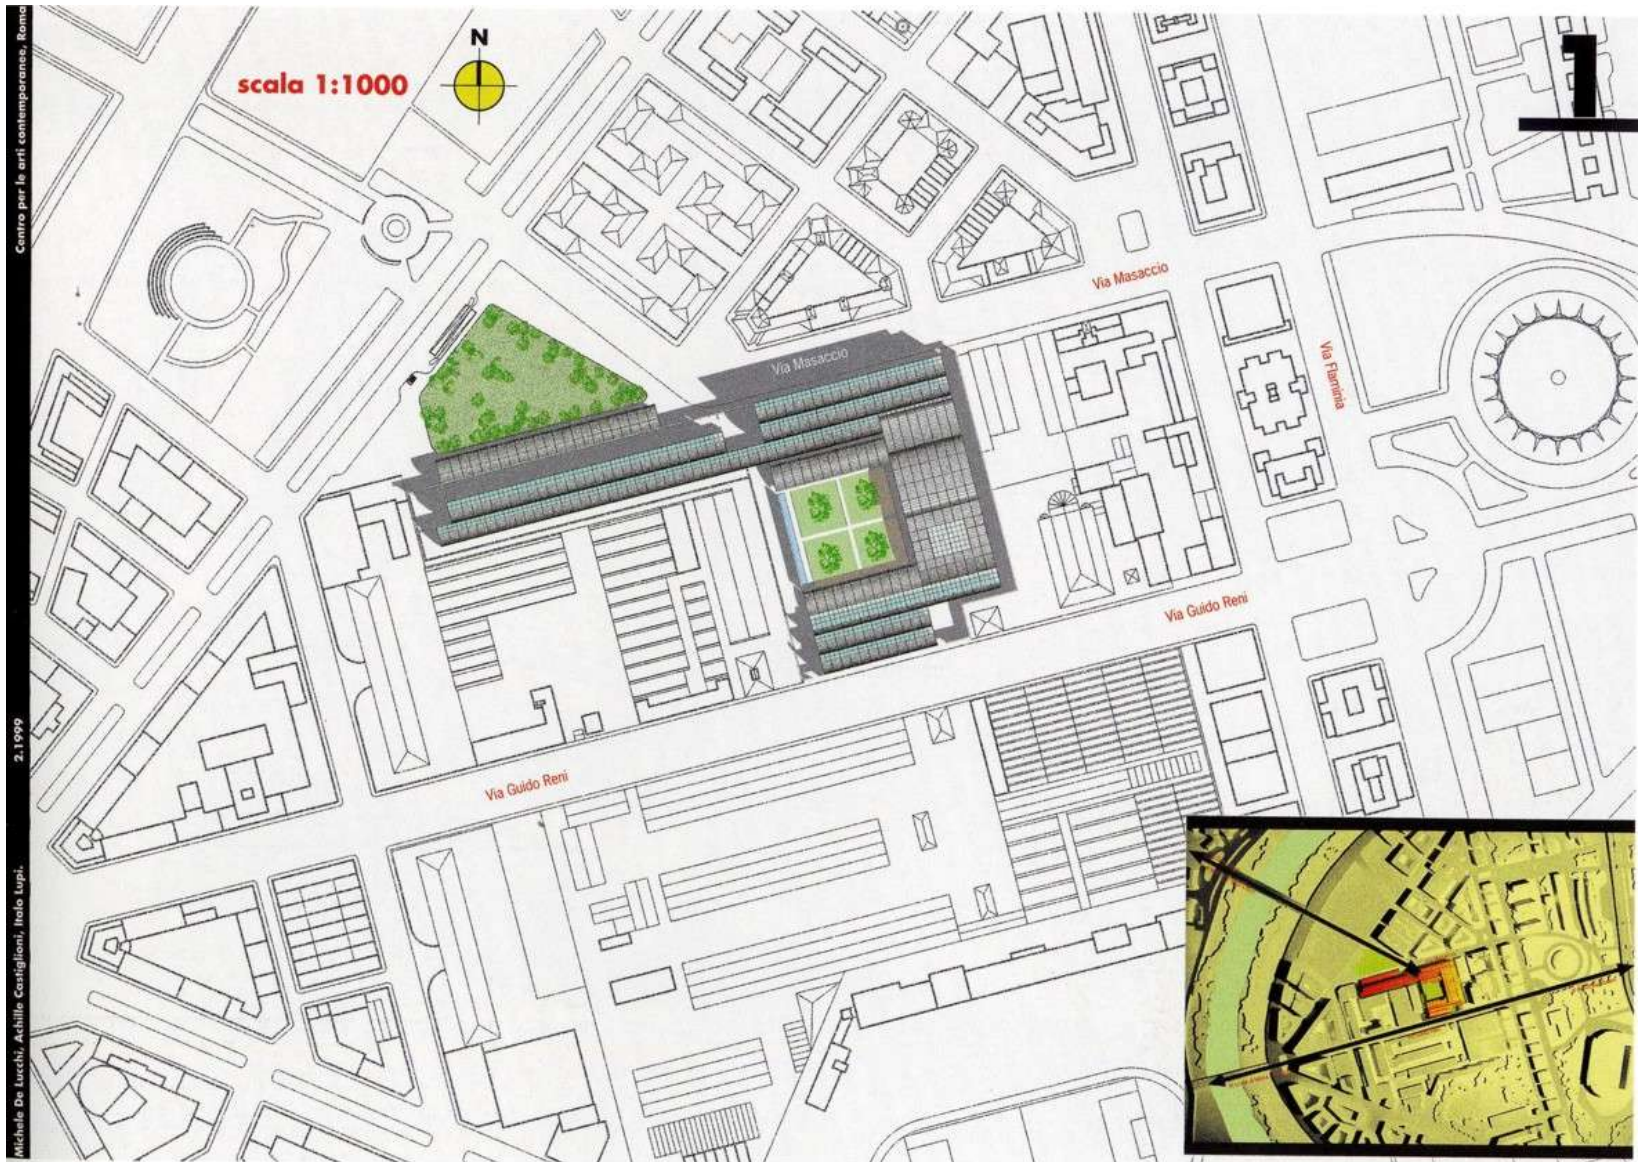 Centro per le arti contemporanee, Roma
2.1999
Michele De Lucchi, Achille Castiglioni, Italo Lupi.
N
scala 1:1000
1
Via Masaccio
Via Masaccio
Via Flaminia
Via Guido Reni
Via Guido Reni